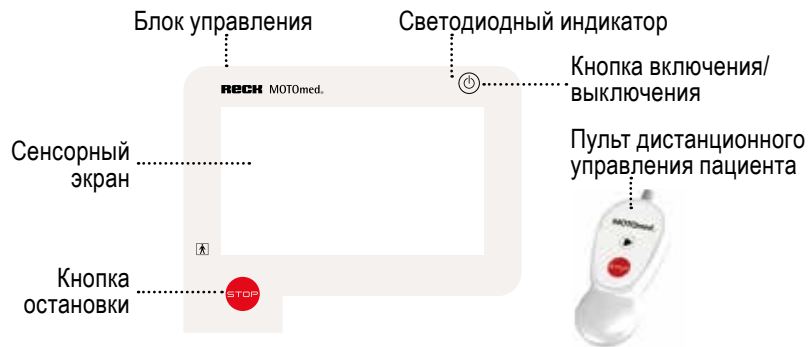 Блок управления
Светодиодный индикатор
Кнопка включения/
выключения
RECK MOTOmed®
Сенсорный
экран
Пульт дистанционного
управления пациента
MOTOmed
STOP
Кнопка
остановки
STOP